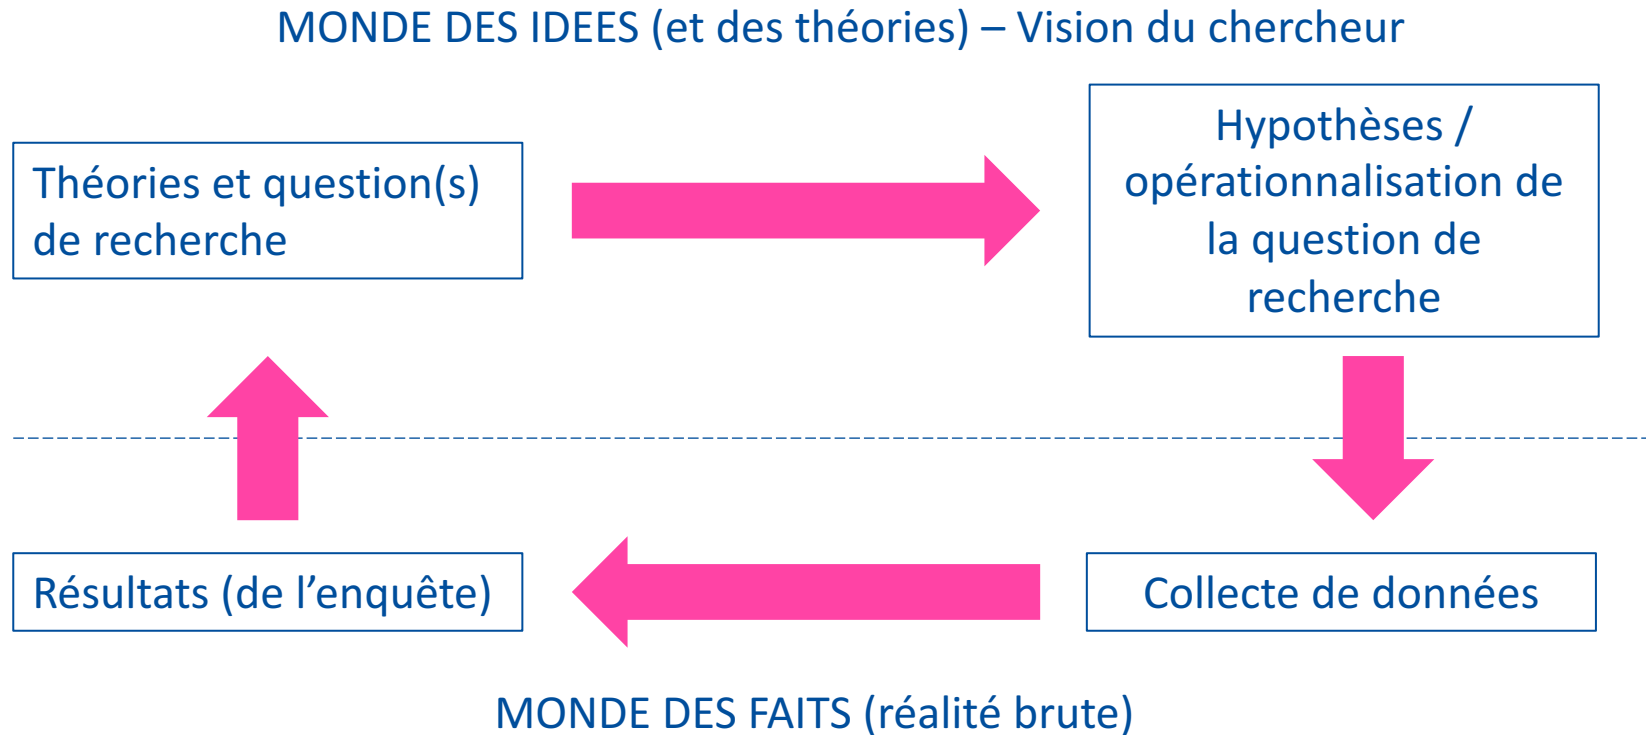 MONDE DES IDEES (et des théories) – Vision du chercheur
Théories et question(s)
de recherche
Hypothèses /
opérationnalisation de
la question de
recherche
Résultats (de l’enquête)
Collecte de données
MONDE DES FAITS (réalité brute)